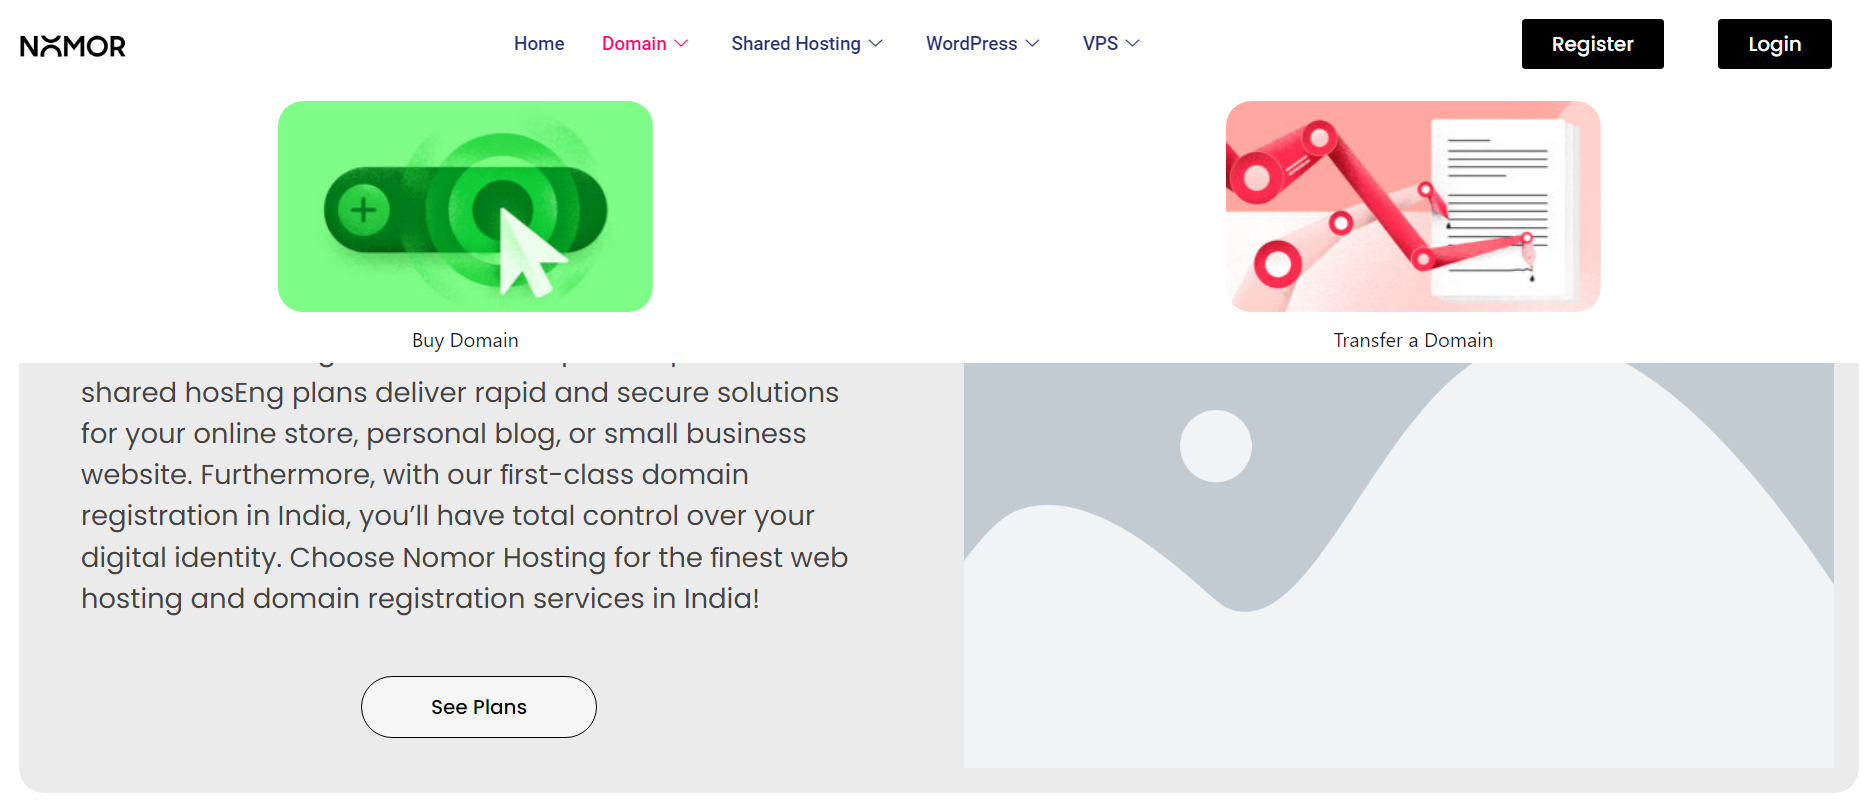 NOMOR
Home Domain Shared Hosting WordPress VPS Register Login
Buy Domain Transfer a Domain
shared hosEng plans deliver rapid and secure solutions
for your online store, personal blog, or small business
website. Furthermore, with our first-class domain
registration in India, you’ll have total control over your
digital identity. Choose Nomor Hosting for the finest web
hosting and domain registration services in India!
See Plans